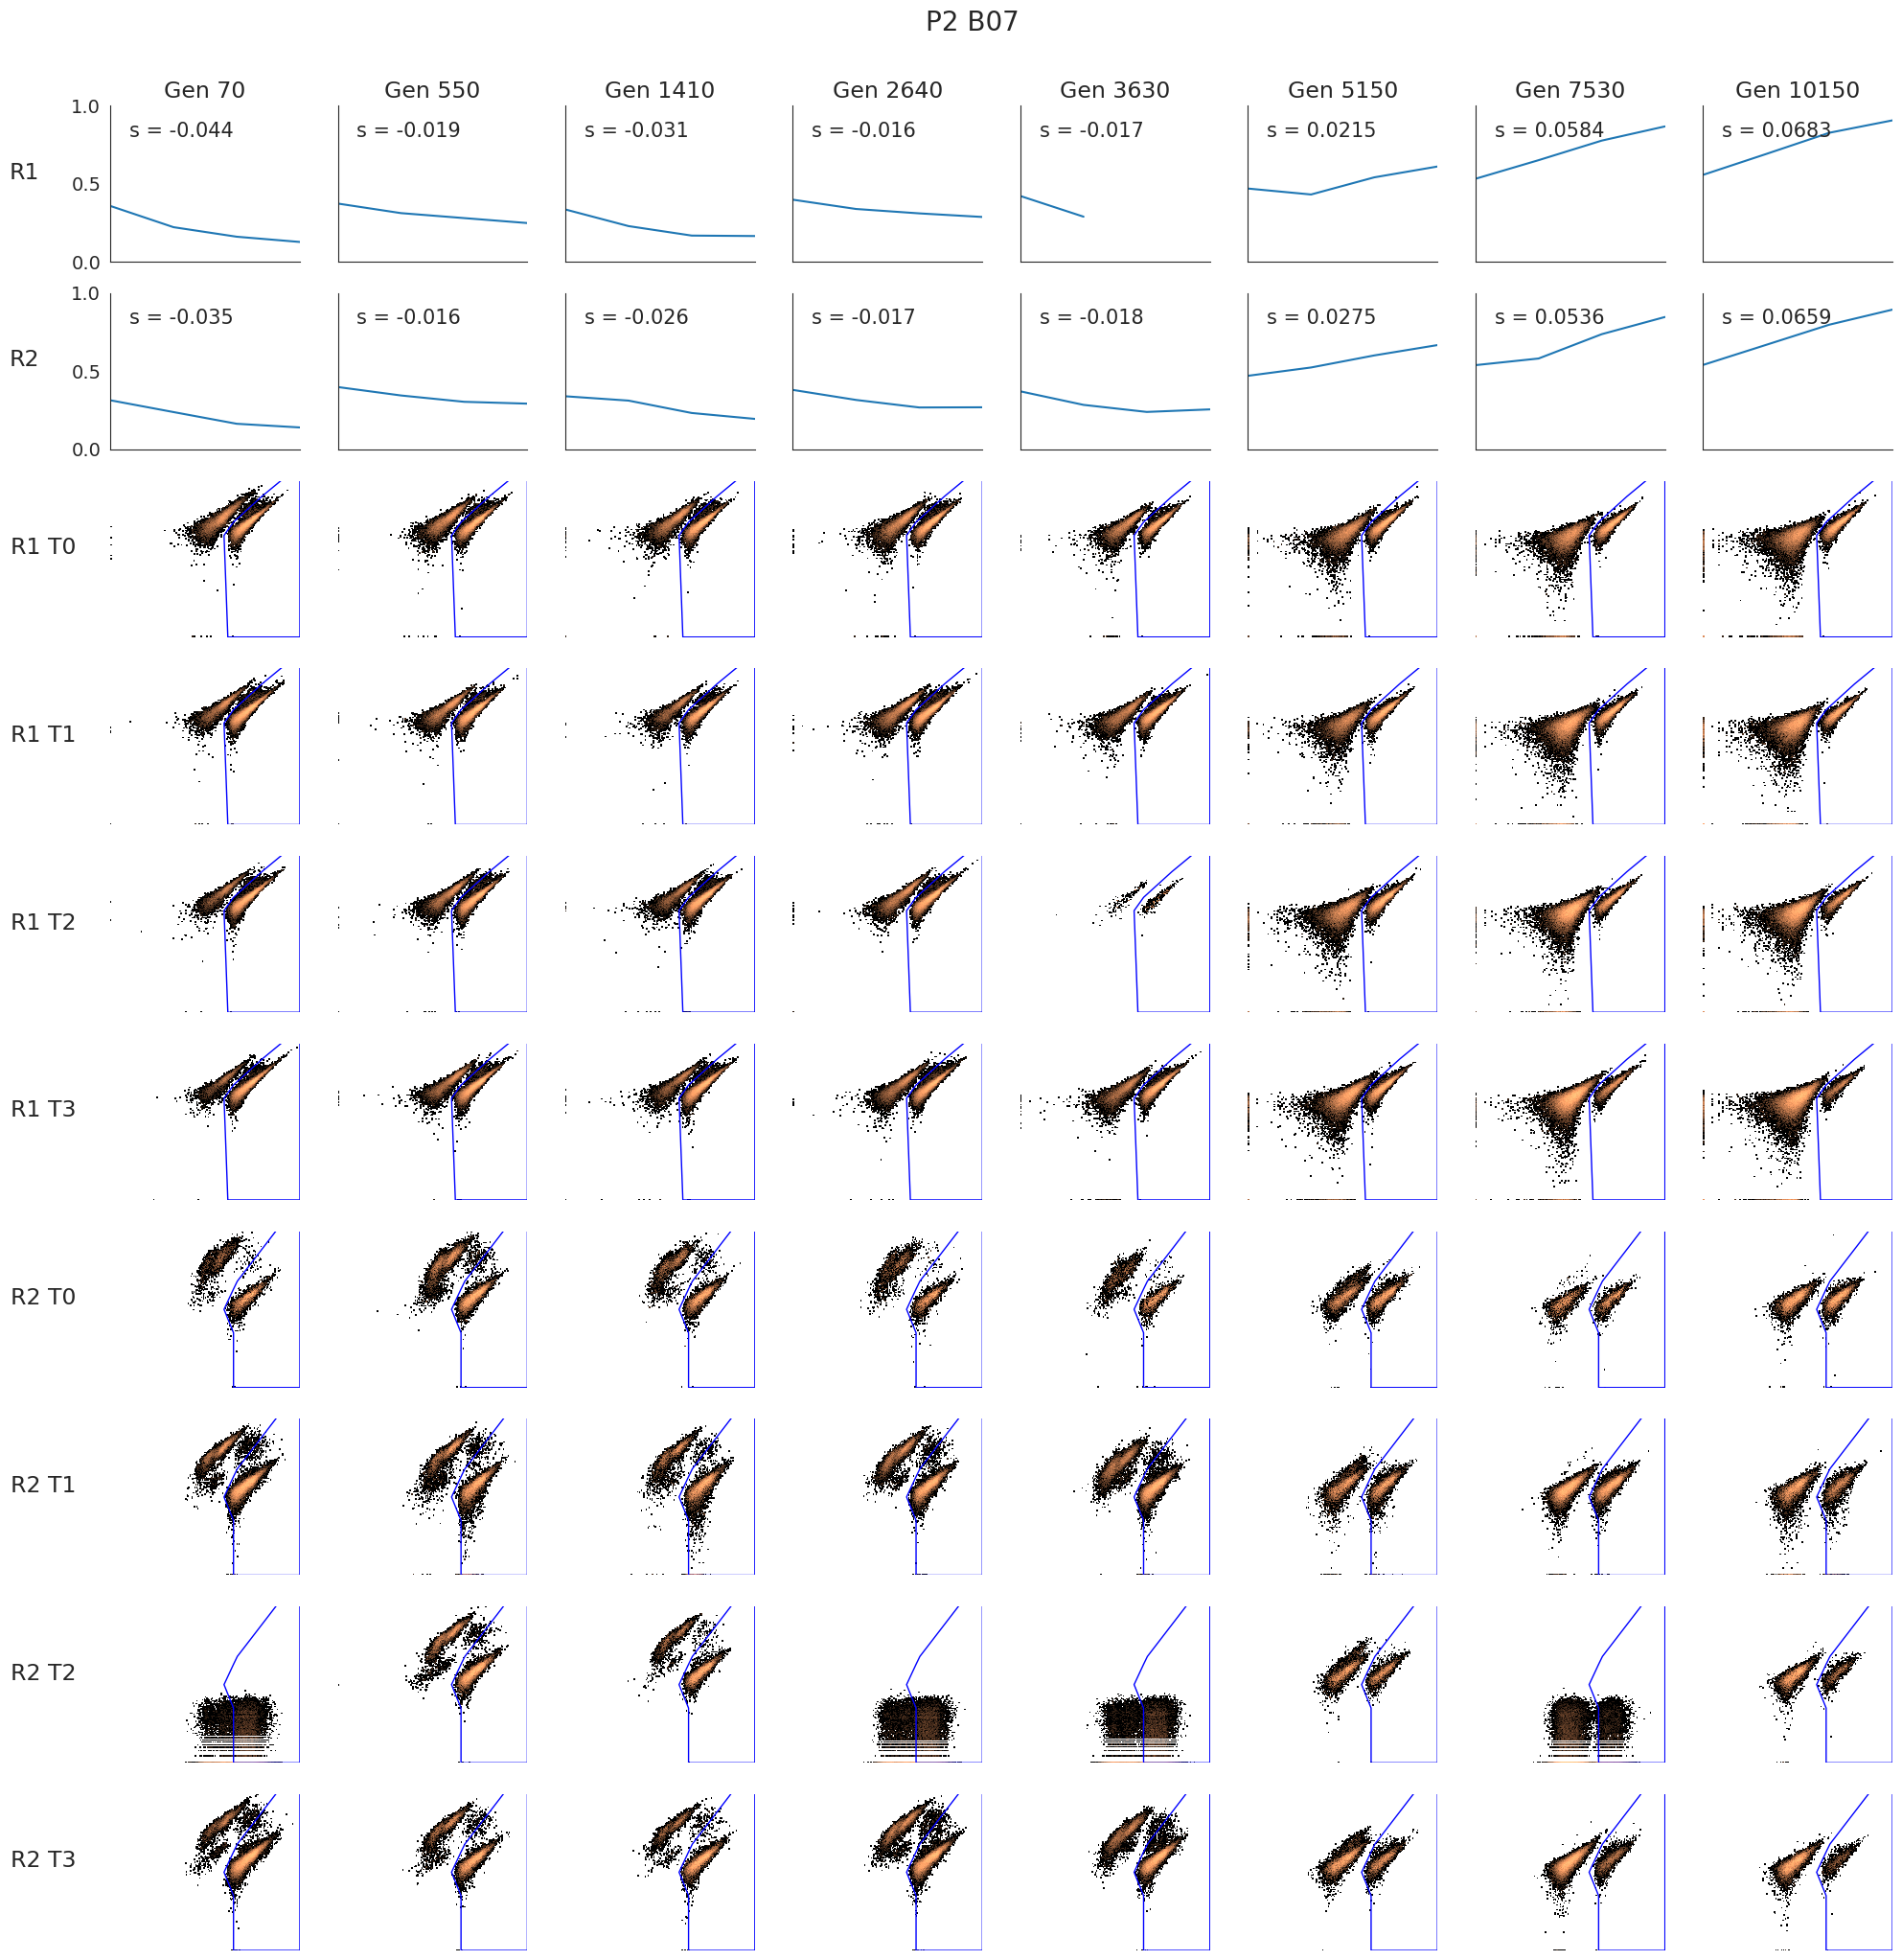 P2 B07
Gen 70 Gen 550 Gen 1410 Gen 2640 Gen 3630 Gen 5150 Gen 7530 Gen 10150
1.0
s = -0.044 s = -0.019 s = -0.031 s = -0.016 s = -0.017 s = 0.0215 s = 0.0584 s = 0.0683
R1
0.5
0.0
1.0
s = -0.035 s = -0.016 s = -0.026 s = -0.017 s = -0.018 s = 0.0275 s = 0.0536 s = 0.0659
R2
0.5
0.0
R1 T0
R1 T1
R1 T2
R1 T3
R2 T0
R2 T1
R2 T2
R2 T3